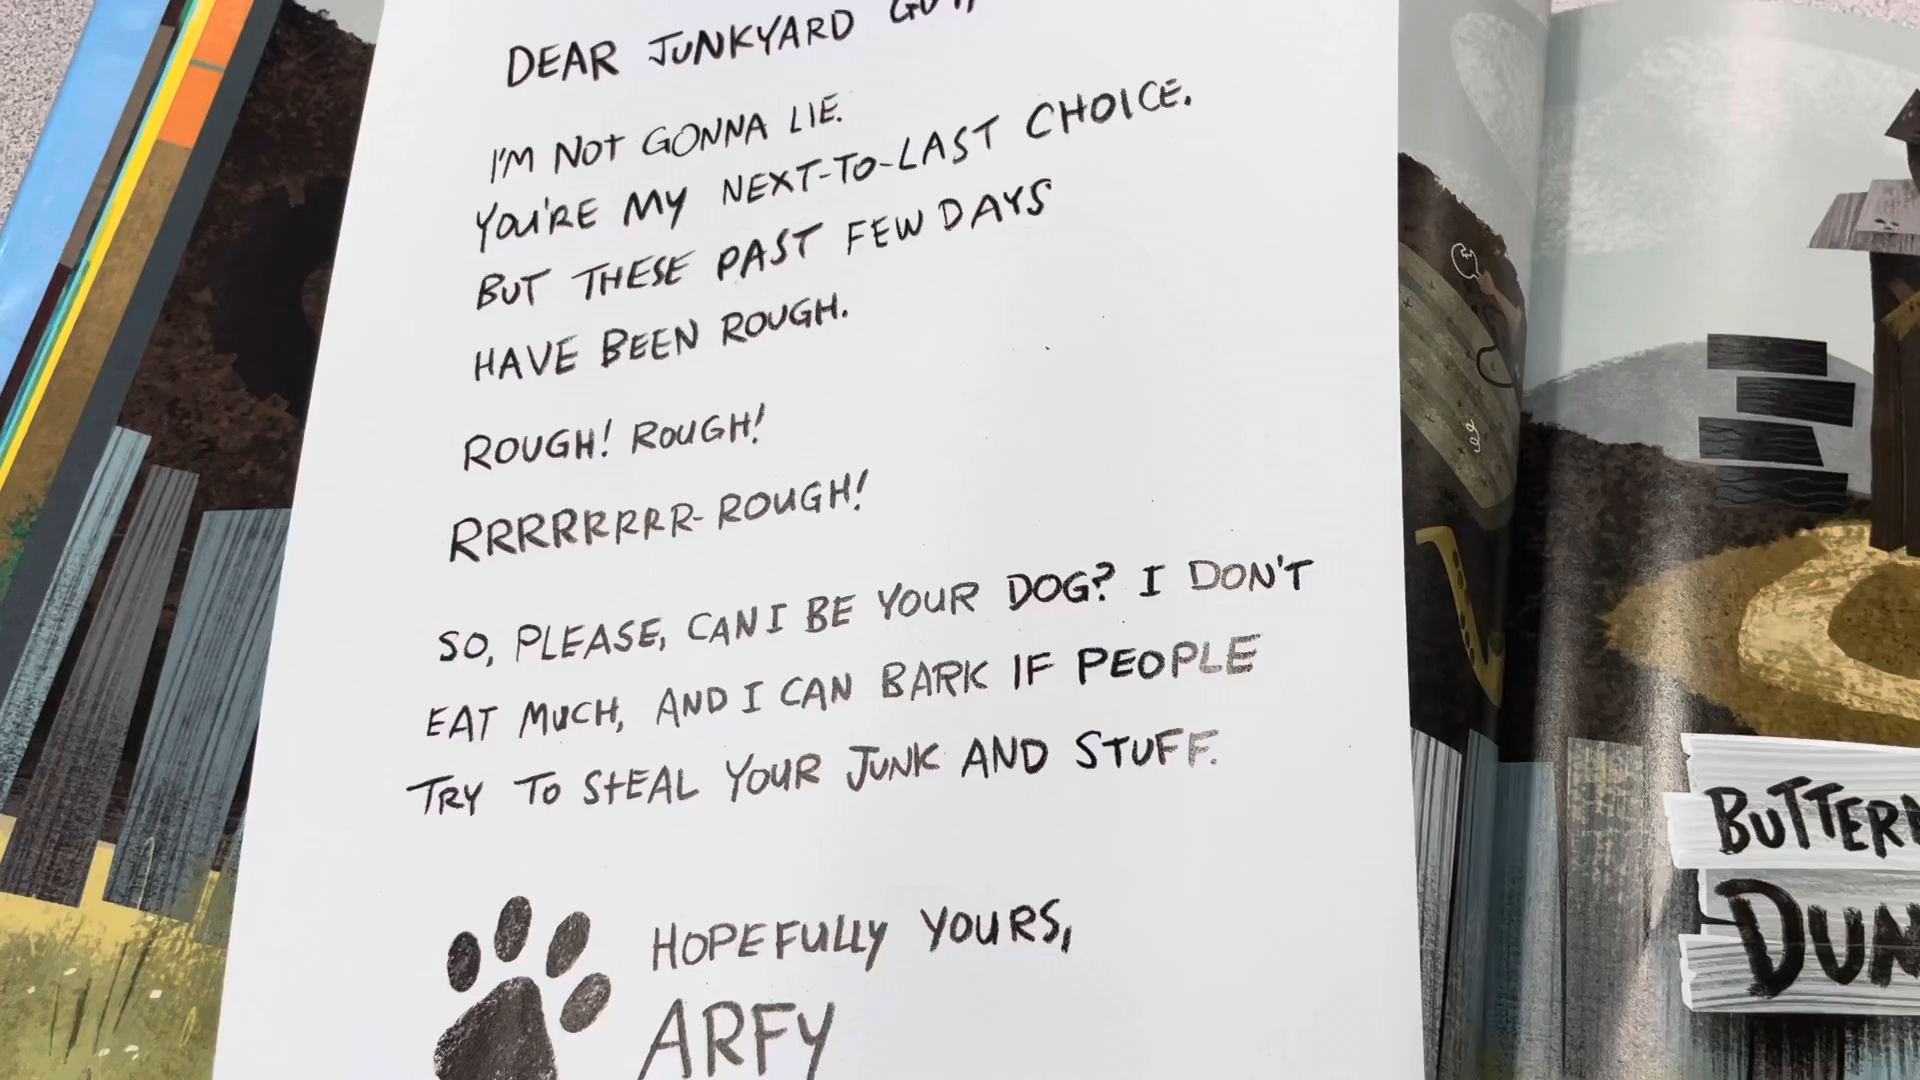 DEAR JUNKYARD
I'M NOT GONNA LIE.
YOU'RE MY NEXT-TO-LAST CHOICE.
BUT THESE PAST FEW DAYS
HAVE BEEN ROUGH.
ROUGH! ROUGH!
RRRRRRRR-ROUGH!
SO, PLEASE, CAN I BE YOUR DOG? I DON'T
EAT MUCH, AND I CAN BARK IF PEOPLE
TRY TO STEAL YOUR JUNK AND STUFF.
HOPEFULLY YOURS,
ARFY